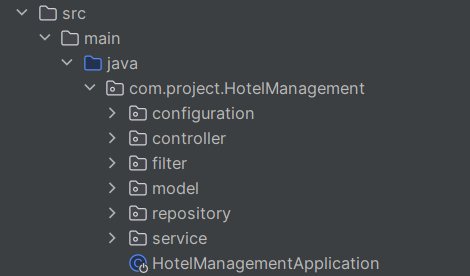 src
main
java
com.project.HotelManagement
configuration
controller
filter
model
repository
service
HotelManagementApplication